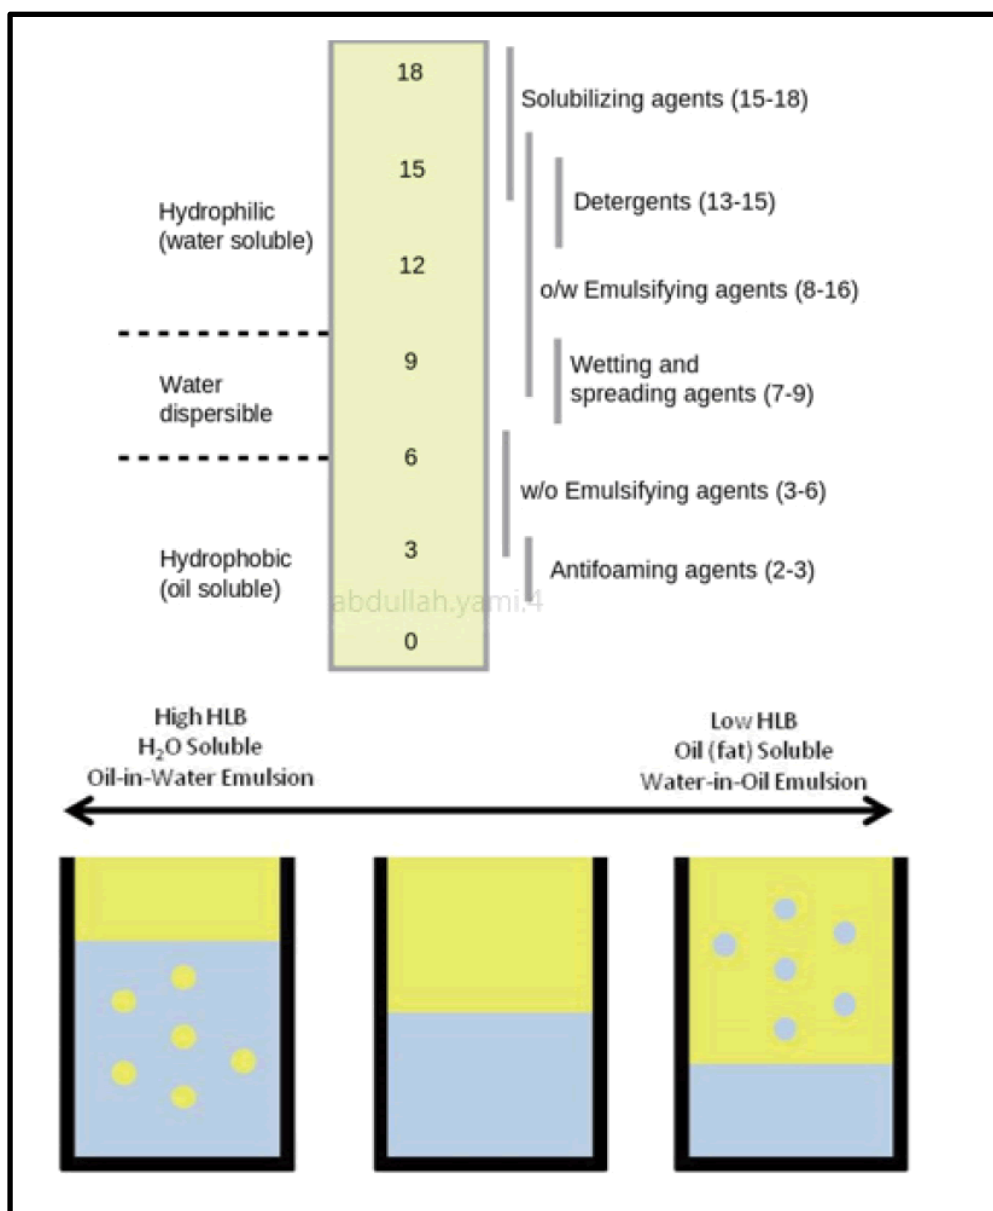 18
Solubilizing agents (15-18)
15
Detergents (13-15)
Hydrophilic
(water soluble)
12
o/w Emulsifying agents (8-16)
9
Wetting and
spreading agents (7-9)
Water
dispersible
6
w/o Emulsifying agents (3-6)
3
Hydrophobic
(oil soluble)
Antifoaming agents (2-3)
abdullah.yami.4
0
High HLB
H₂O Soluble
Oil-in-Water Emulsion
Low HLB
Oil (fat) Soluble
Water-in-Oil Emulsion